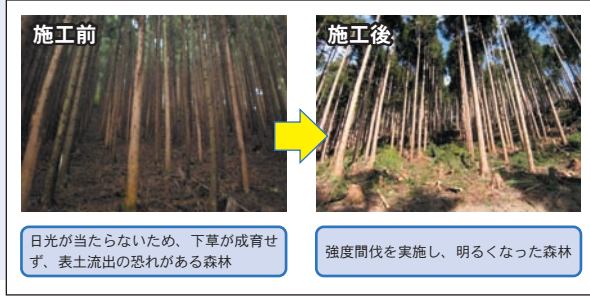 施工前
施工後
日光が当たらないため、下草が成育せ
ず、表土流出の恐れがある森林
強度間伐を実施し、明るくなった森林